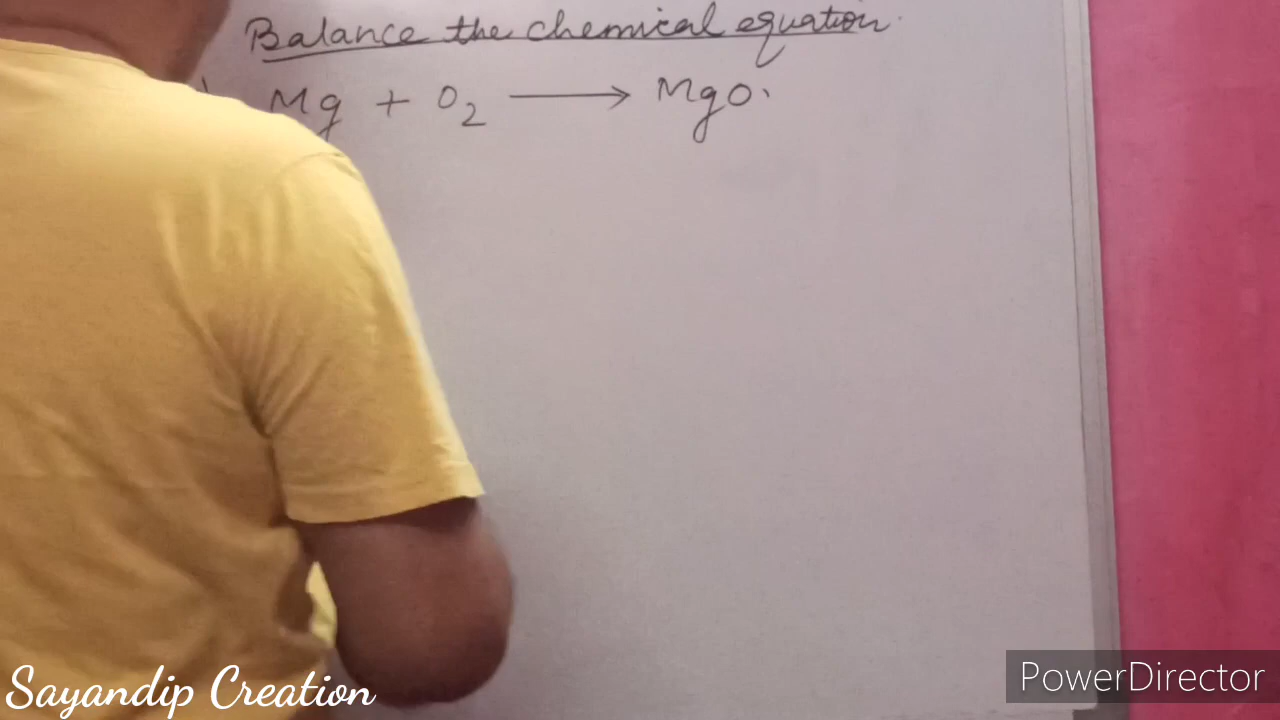 Balance the chemical equation.
Mg + O2 ⟶ MgO.
Sayandip Creation
PowerDirector